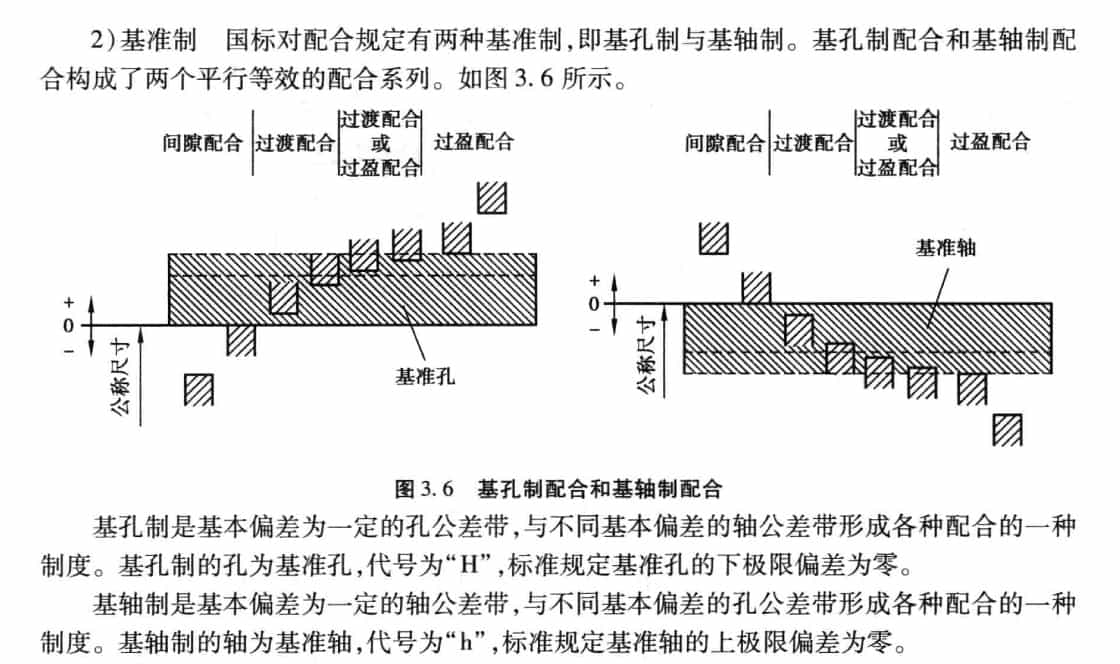 2)基准制 国标对配合规定有两种基准制,即基孔制与基轴制。基孔制配合和基轴制配
合构成了两个平行等效的配合系列。如图3.6所示。
间隙配合 过渡配合 过渡配合或过盈配合 过盈配合
间隙配合 过渡配合 过渡配合或过盈配合 过盈配合
+
0
-
公称尺寸
基准孔
+
0
-
公称尺寸
基准轴
图3.6 基孔制配合和基轴制配合
基孔制是基本偏差为一定的孔公差带,与不同基本偏差的轴公差带形成各种配合的一种
制度。基孔制的孔为基准孔,代号为“H”,标准规定基准孔的下极限偏差为零。
基轴制是基本偏差为一定的轴公差带,与不同基本偏差的孔公差带形成各种配合的一种
制度。基轴制的轴为基准轴,代号为“h”,标准规定基准轴的上极限偏差为零。